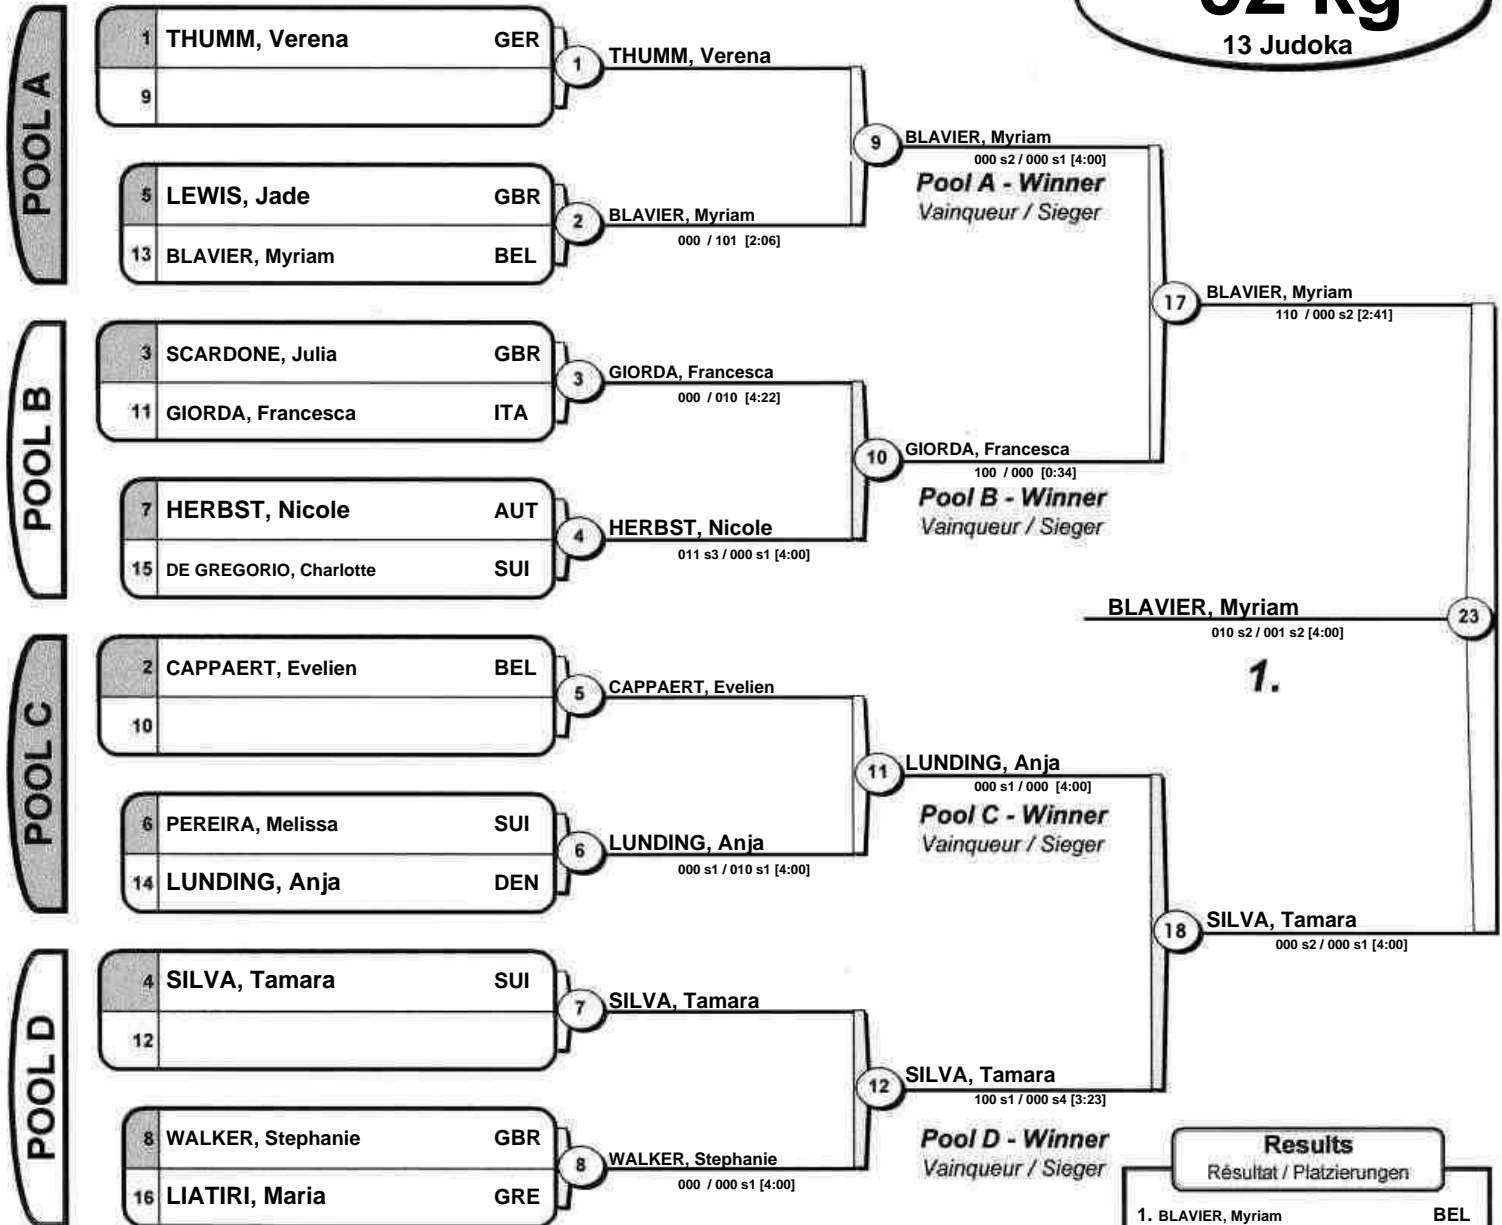 13 Judoka
POOL A
1 THUMM, Verena GER
9
1 THUMM, Verena
5 LEWIS, Jade GBR
13 BLAVIER, Myriam BEL
2 BLAVIER, Myriam
000 / 101 [2:06]
9 BLAVIER, Myriam
000 s2 / 000 s1 [4:00]
Pool A - Winner
Vainqueur / Sieger
POOL B
3 SCARDONE, Julia GBR
11 GIORDA, Francesca ITA
3 GIORDA, Francesca
000 / 010 [4:22]
7 HERBST, Nicole AUT
15 DE GREGORIO, Charlotte SUI
4 HERBST, Nicole
011 s3 / 000 s1 [4:00]
10 GIORDA, Francesca
100 / 000 [0:34]
Pool B - Winner
Vainqueur / Sieger
17 BLAVIER, Myriam
110 / 000 s2 [2:41]
BLAVIER, Myriam 23
010 s2 / 001 s2 [4:00]
1.
POOL C
2 CAPPAERT, Evelien BEL
10
5 CAPPAERT, Evelien
6 PEREIRA, Melissa SUI
14 LUNDING, Anja DEN
6 LUNDING, Anja
000 s1 / 010 s1 [4:00]
11 LUNDING, Anja
000 s1 / 000 [4:00]
Pool C - Winner
Vainqueur / Sieger
POOL D
4 SILVA, Tamara SUI
12
7 SILVA, Tamara
8 WALKER, Stephanie GBR
16 LIATIRI, Maria GRE
8 WALKER, Stephanie
000 / 000 s1 [4:00]
12 SILVA, Tamara
100 s1 / 000 s4 [3:23]
Pool D - Winner
Vainqueur / Sieger
18 SILVA, Tamara
000 s2 / 000 s1 [4:00]
Results
Résultat / Platzierungen
1. BLAVIER, Myriam BEL